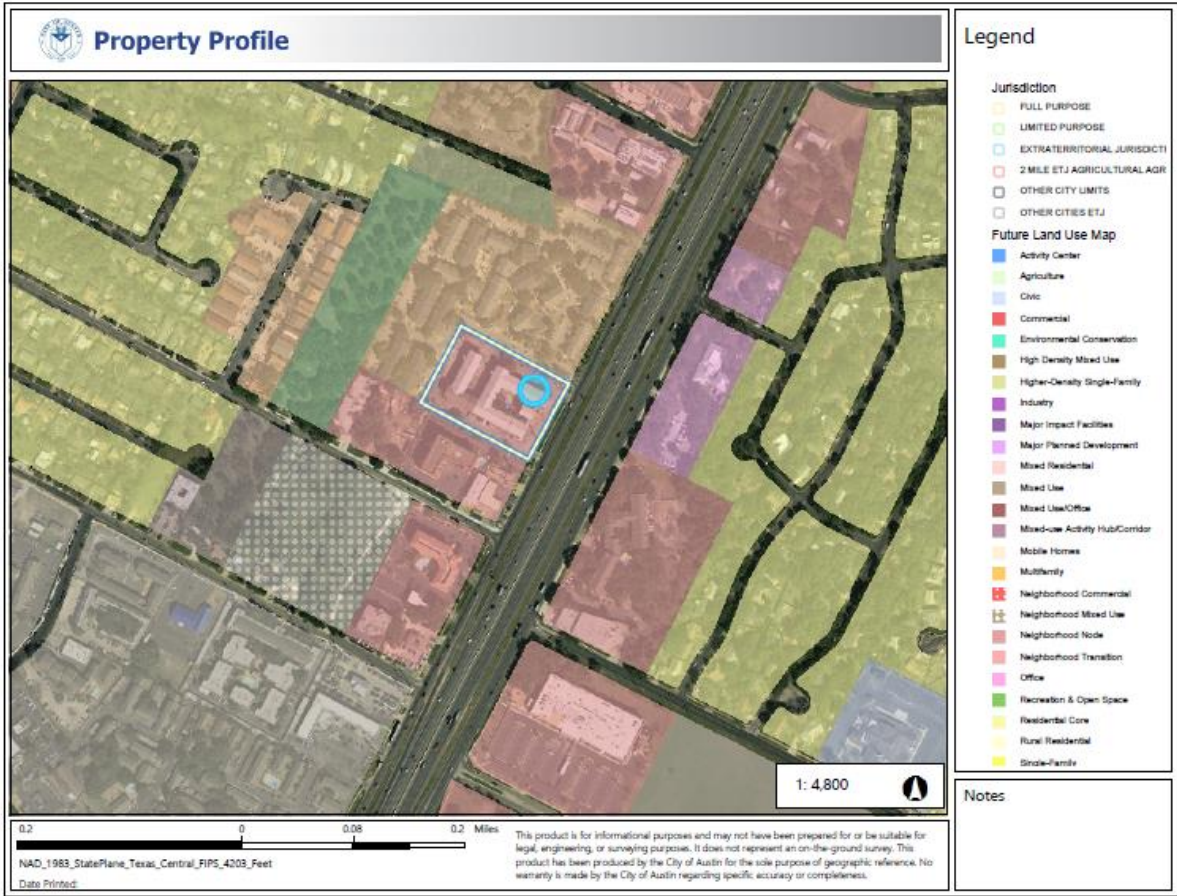 Property Profile
Legend
Jurisdiction
FULL PURPOSE
LIMITED PURPOSE
EXTRATERRITORIAL JURISDICTI
2 MILE ETJ AGRICULTURAL AGR
OTHER CITY LIMITS
OTHER CITIES ETJ
Future Land Use Map
Activity Center
Agriculture
Civic
Commercial
Environmental Conservation
High Density Mixed Use
Higher-Density Single-Family
Industry
Major Impact Facilities
Major Planned Development
Mixed Residential
Mixed Use
Mixed Use/Office
Mixed-use Activity Hub/Corridor
Mobile Homes
Multifamily
Neighborhood Commercial
Neighborhood Mixed Use
Neighborhood Node
Neighborhood Transition
Office
Recreation & Open Space
Residential Core
Rural Residential
Single-Family
1: 4,800
Notes
0.2 0 0.08 0.2 Miles
NAD_1983_StatePlane_Texas_Central_FIPS_4203_Feet
Date Printed:
This product is for informational purposes and may not have been prepared for or be suitable for
legal, engineering, or surveying purposes. It does not represent an on-the-ground survey. This
product has been produced by the City of Austin for the sole purpose of geographic reference. No
warranty is made by the City of Austin regarding specific accuracy or completeness.